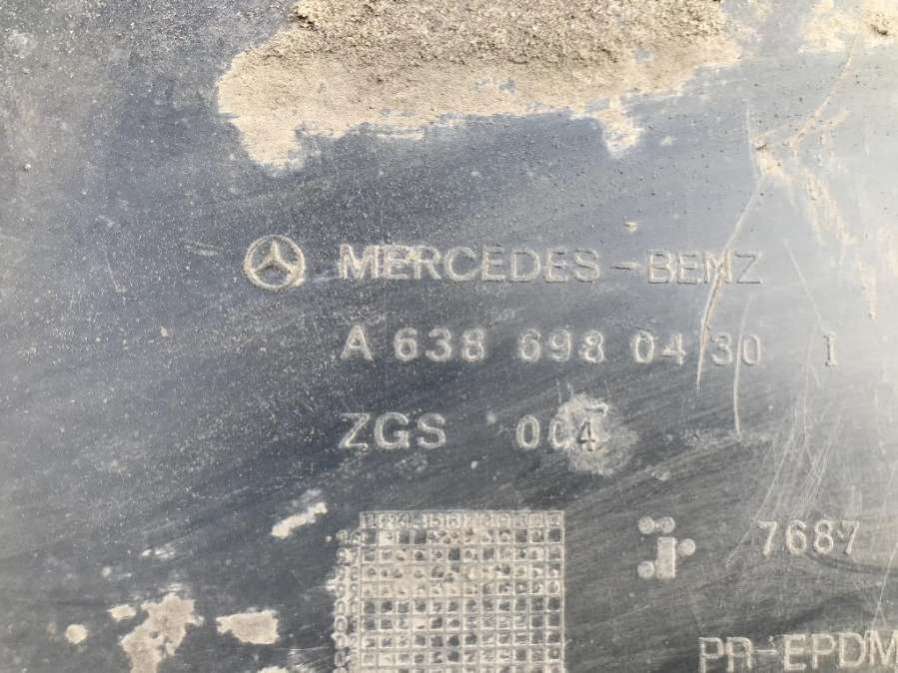 MERCEDES-BENZ
A 638 698 04 30 I
ZGS 004
7687
PP-EPDM